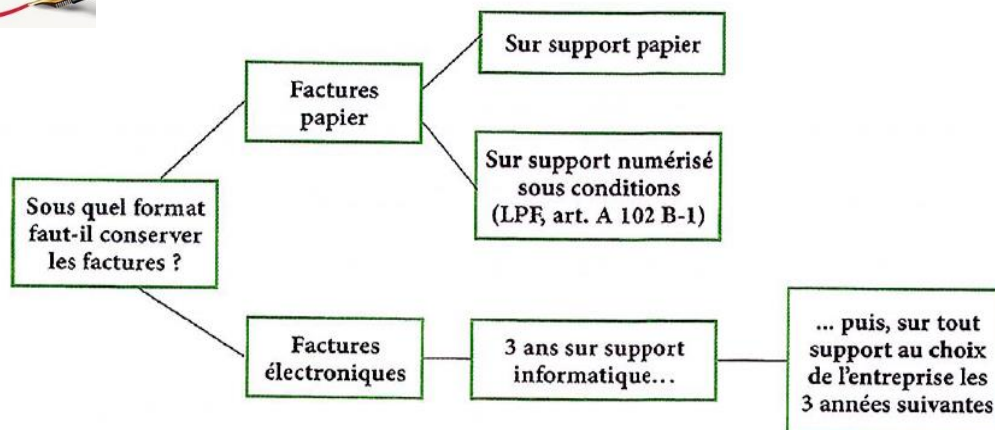 Sous quel format
faut-il conserver
les factures ?
Factures
papier
Sur support papier
Sur support numérisé
sous conditions
(LPF, art. A 102 B-1)
Factures
électroniques
3 ans sur support
informatique…
... puis, sur tout
support au choix
de l'entreprise les
3 années suivantes